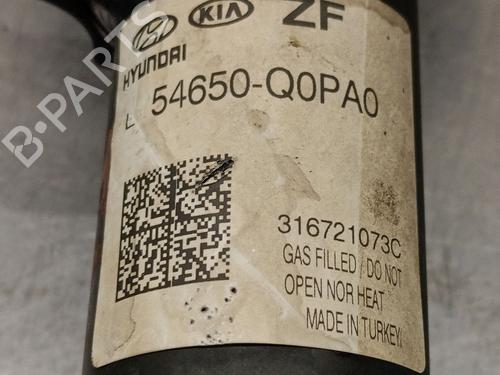 HYUNDAI KIA ZF
L 54650-Q0PA0
316721073C
GAS FILLED / DO NOT
OPEN NOR HEAT
MADE IN TURKEY
B-PARTS